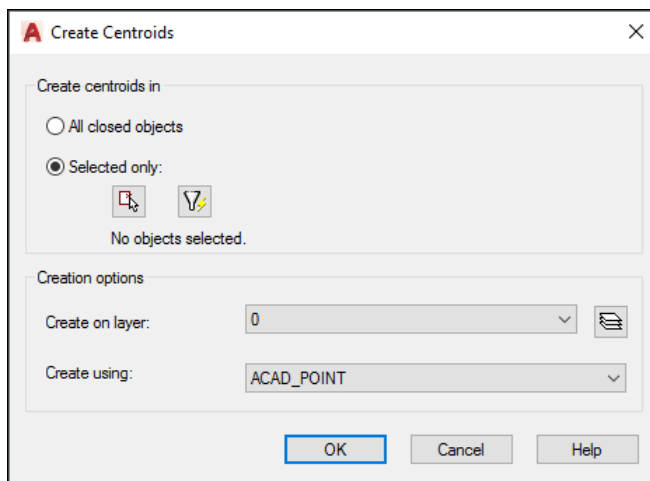 Create Centroids
Create centroids in
All closed objects
Selected only:
No objects selected.
Creation options
Create on layer: 0
Create using: ACAD_POINT
OK Cancel Help